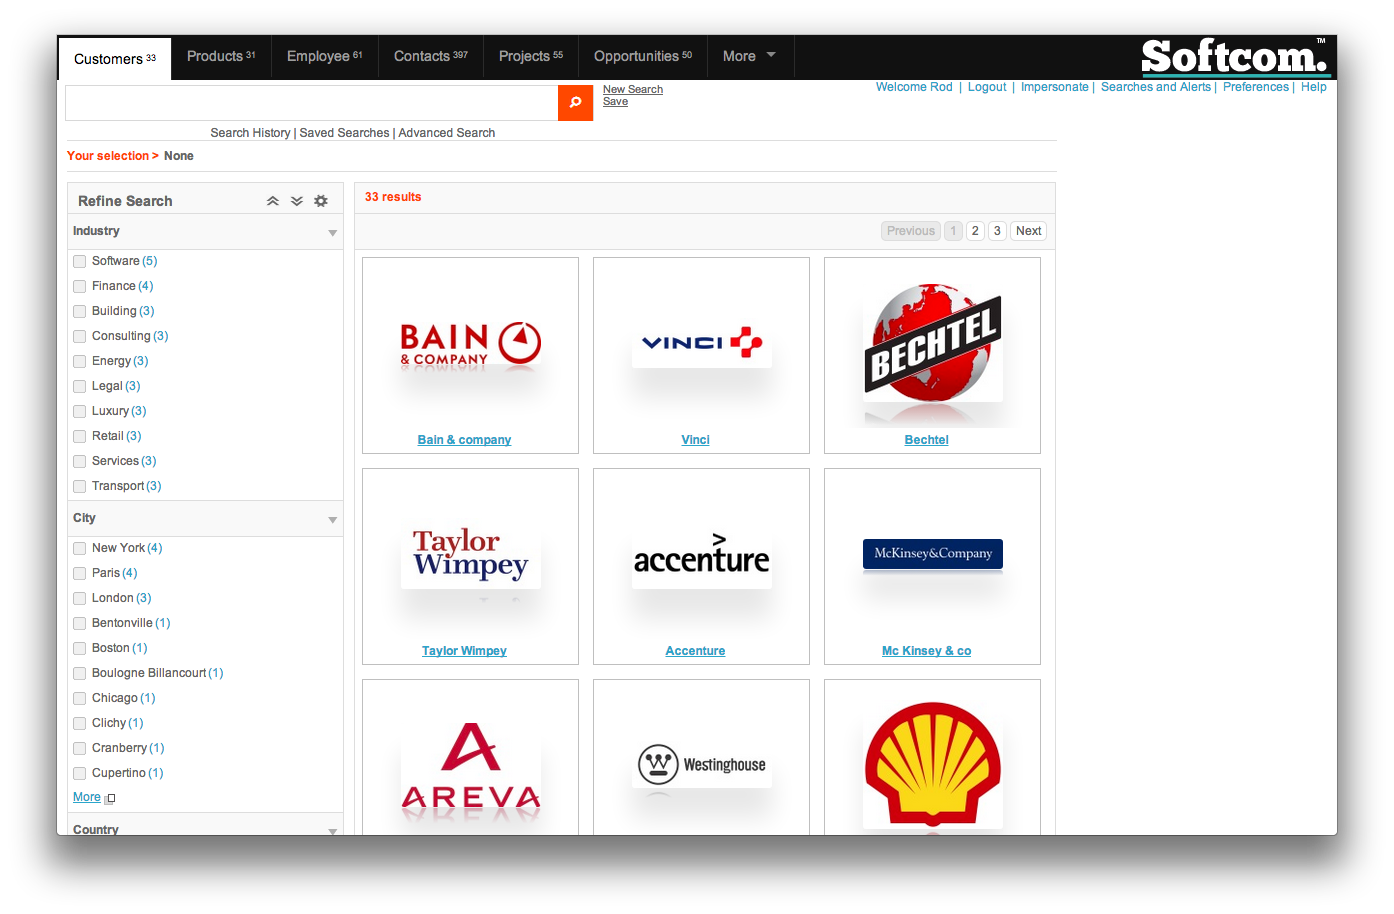 Customers 33 Products 31 Employee 61 Contacts 397 Projects 55 Opportunities 50 More
Softcom.™
Welcome Rod | Logout | Impersonate | Searches and Alerts | Preferences | Help
New Search
Save
Search History | Saved Searches | Advanced Search
Your selection > None
Refine Search
Industry
Software (5)
Finance (4)
Building (3)
Consulting (3)
Energy (3)
Legal (3)
Luxury (3)
Retail (3)
Services (3)
Transport (3)
City
New York (4)
Paris (4)
London (3)
Bentonville (1)
Boston (1)
Boulogne Billancourt (1)
Chicago (1)
Clichy (1)
Cranberry (1)
Cupertino (1)
More
Country
33 results
Previous 1 2 3 Next
BAIN
& COMPANY
Bain & company
VINCI
Vinci
BECHTEL
Bechtel
Taylor
Wimpey
Taylor Wimpey
accenture
Accenture
McKinsey&Company
Mc Kinsey & co
AREVA
Westinghouse